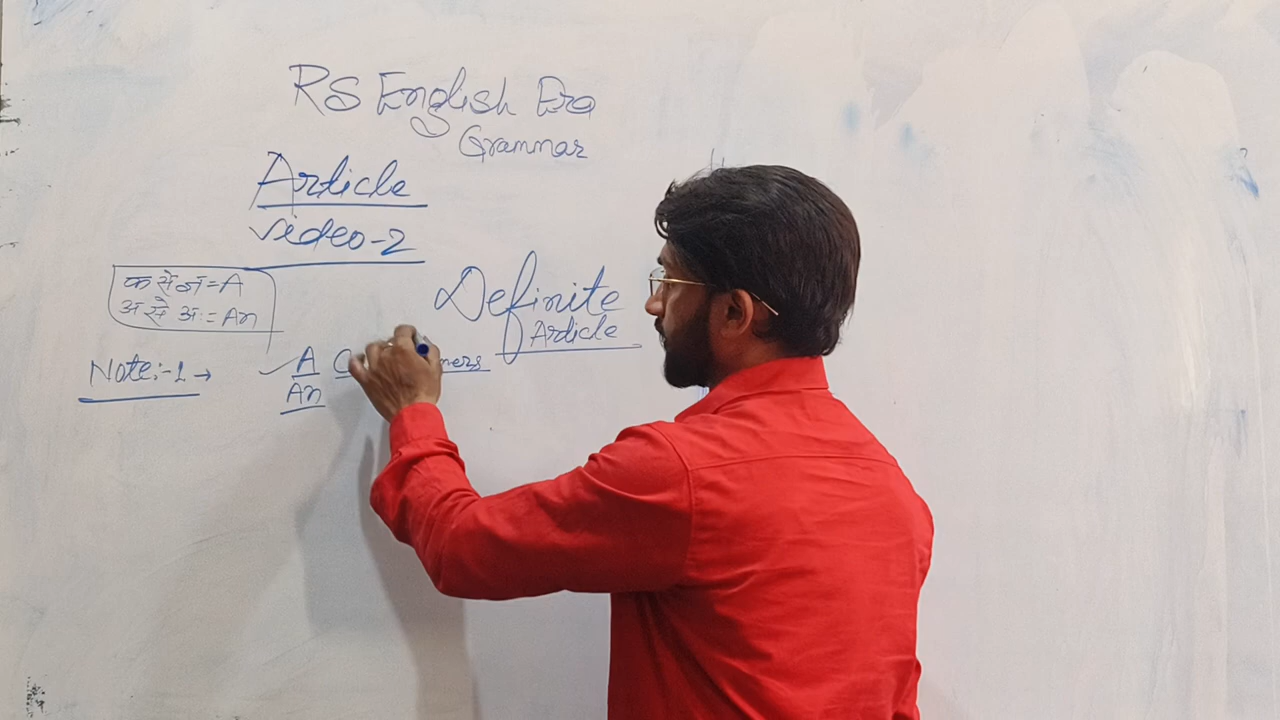 RS English Era
Grammar
Article
Video-2
क से ज्ञ = A
अ से अः = An
Definite
Article
Note:-1 → ✓ A
An